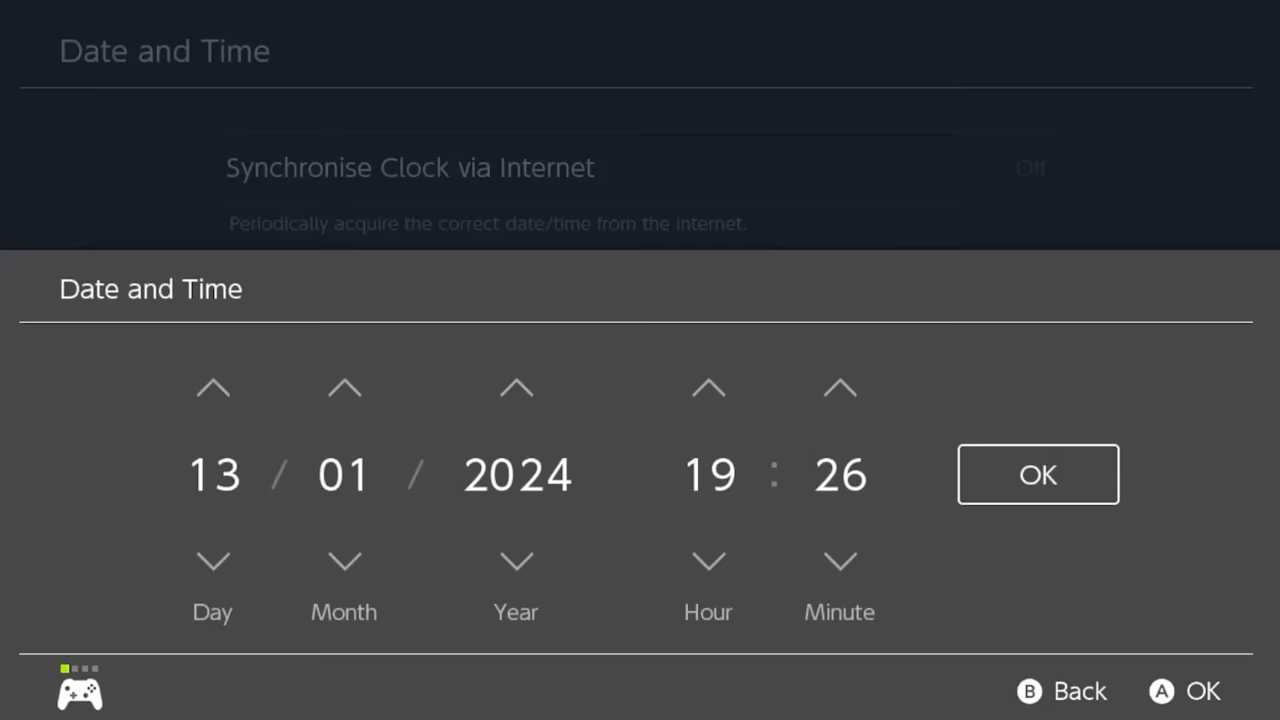 Date and Time
Synchronise Clock via Internet Off
Periodically acquire the correct date/time from the internet.
Date and Time
13 / 01 / 2024 19 : 26 OK
Day Month Year Hour Minute
B Back A OK